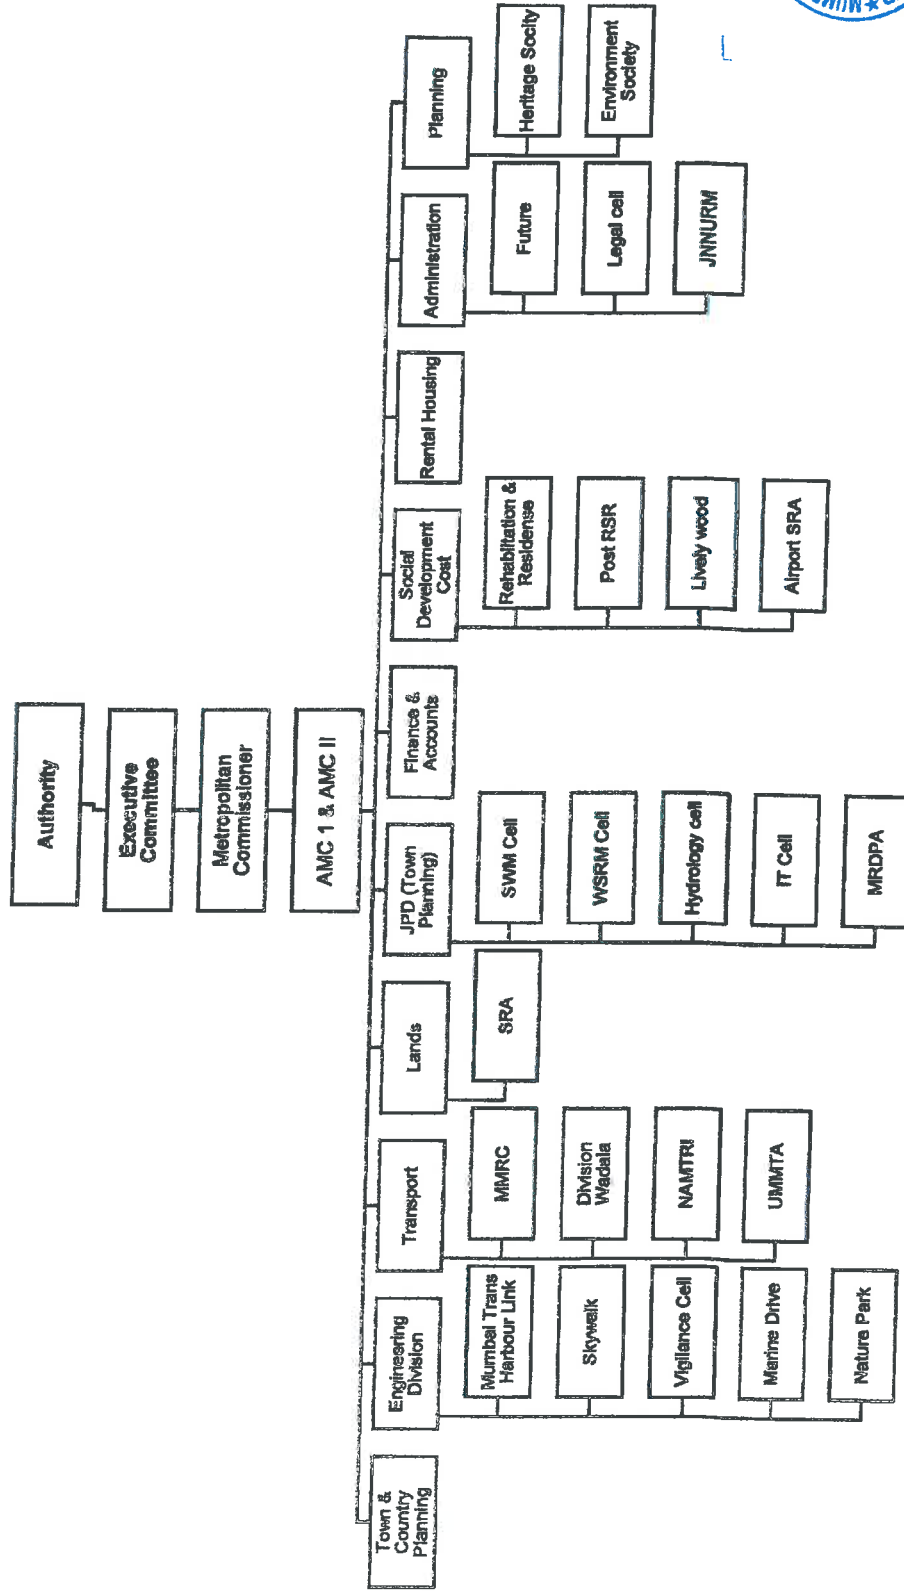 Authority
Executive
Committee
Metropolitan
Commissioner
AMC 1 & AMC II
Town &
Country
Planning
Engineering
Division
Mumbai Trans
Harbour Link
Skywalk
Vigilance Cell
Marine Drive
Nature Park
Transport
MMRC
Division
Wadala
NAMTRI
UMMTA
Lands
SRA
JPD (Town
Planning)
SWM Cell
WSRM Cell
Hydrology cell
IT Cell
MRDPA
Finance &
Accounts
Social
Development
Cost
Rehabiltation &
Residense
Post RSR
Lively wood
Airport SRA
Rental Housing
Administration
Future
Legal cell
JNNURM
Planning
Heritage Socity
Environment
Society